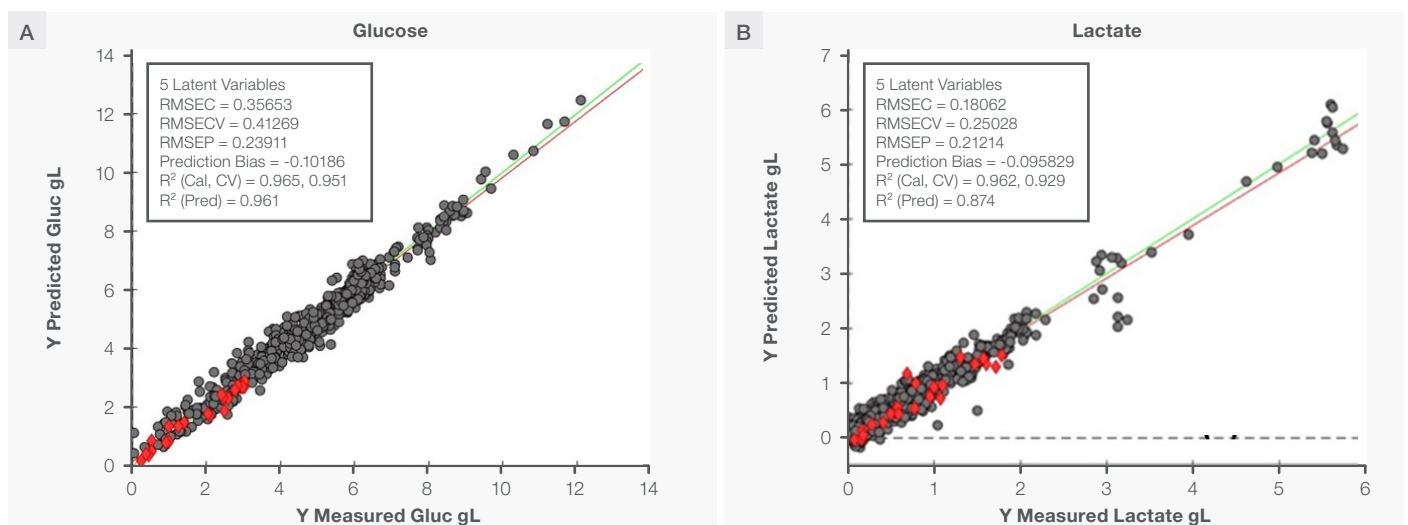 A
Glucose
14
12
10
8
6
4
2
0
5 Latent Variables
RMSEC = 0.35653
RMSECV = 0.41269
RMSEP = 0.23911
Prediction Bias = -0.10186
R² (Cal, CV) = 0.965, 0.951
R² (Pred) = 0.961
Y Predicted Gluc gL
0 2 4 6 8 10 12 14
Y Measured Gluc gL
B
Lactate
7
6
5
4
3
2
1
0
5 Latent Variables
RMSEC = 0.18062
RMSECV = 0.25028
RMSEP = 0.21214
Prediction Bias = -0.095829
R² (Cal, CV) = 0.962, 0.929
R² (Pred) = 0.874
Y Predicted Lactate gL
0 1 2 3 4 5 6
Y Measured Lactate gL